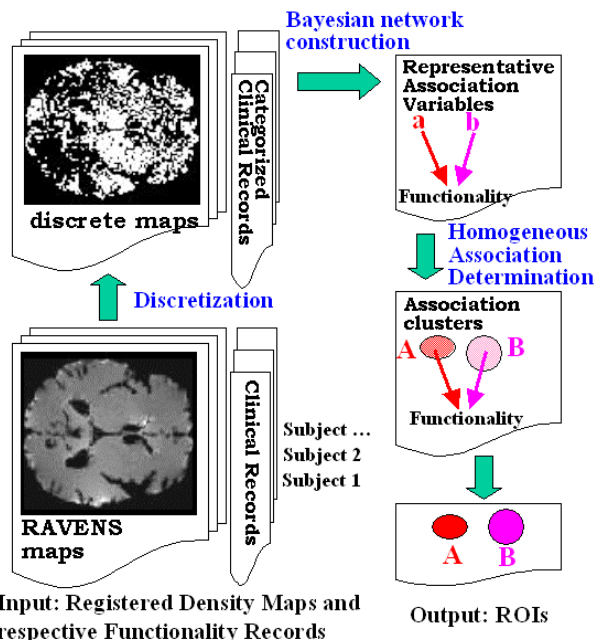 Bayesian network
construction
Categorized
Clinical Records
discrete maps
Representative
Association
Variables
a b
Functionality
Homogeneous
Association
Determination
Discretization
Association
clusters
A B
Functionality
Clinical Records
Subject ...
Subject 2
Subject 1
RAVENS
maps
A B
Input: Registered Density Maps and
respective Functionality Records
Output: ROIs